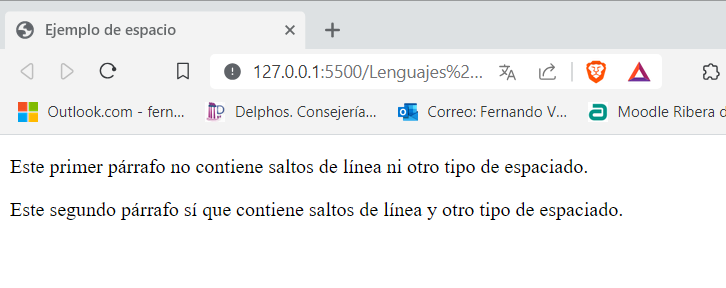 Ejemplo de espacio
127.0.0.1:5500/Lenguajes%2...
Outlook.com - fern... Delphos. Consejería... Correo: Fernando V... Moodle Ribera d
Este primer párrafo no contiene saltos de línea ni otro tipo de espaciado.
Este segundo párrafo sí que contiene saltos de línea y otro tipo de espaciado.